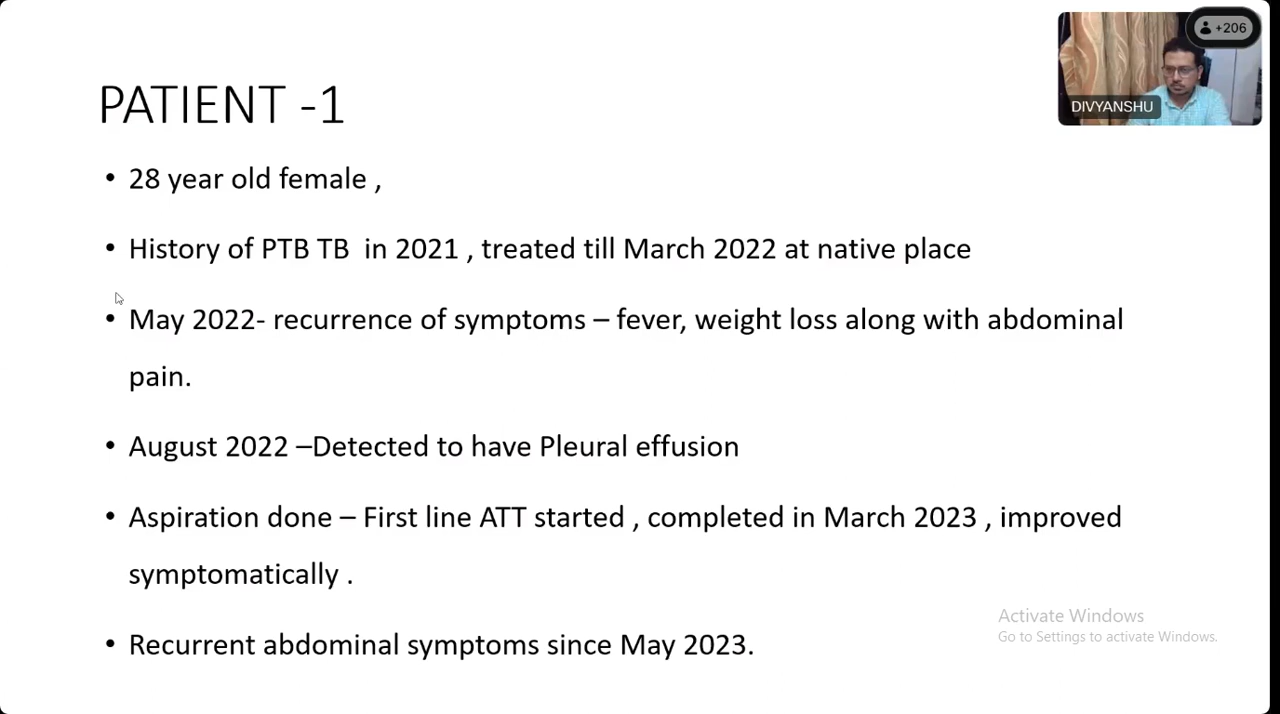 +206
DIVYANSHU
PATIENT -1
• 28 year old female ,
• History of PTB TB in 2021 , treated till March 2022 at native place
• May 2022- recurrence of symptoms – fever, weight loss along with abdominal
pain.
• August 2022 –Detected to have Pleural effusion
• Aspiration done – First line ATT started , completed in March 2023 , improved
symptomatically .
• Recurrent abdominal symptoms since May 2023.
Activate Windows
Go to Settings to activate Windows.